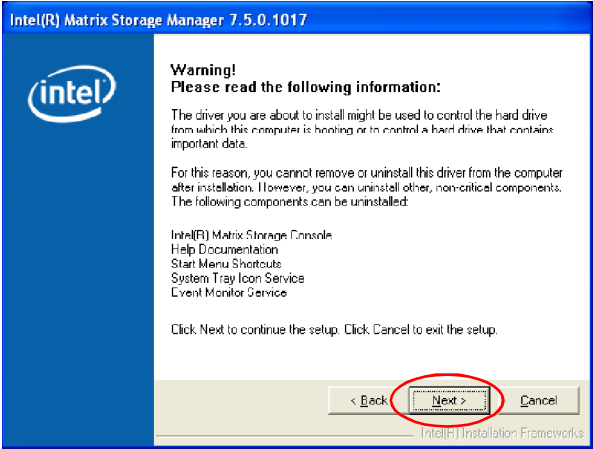 Intel(R) Matrix Storage Manager 7.5.0.1017
intel
Warning!
Please read the following information:
The driver you are about to install might be used to control the hard drive
from which this computer is booting or to control a hard drive that contains
important data.
For this reason, you cannot remove or uninstall this driver from the computer
after installation. However, you can uninstall other, non-critical components.
The following components can be uninstalled:
Intel(R) Matrix Storage Console
Help Documentation
Start Menu Shortcuts
System Tray Icon Service
Event Monitor Service
Click Next to continue the setup. Click Cancel to exit the setup.
< Back
Next >
Cancel
Intel(R) Installation Frameworks